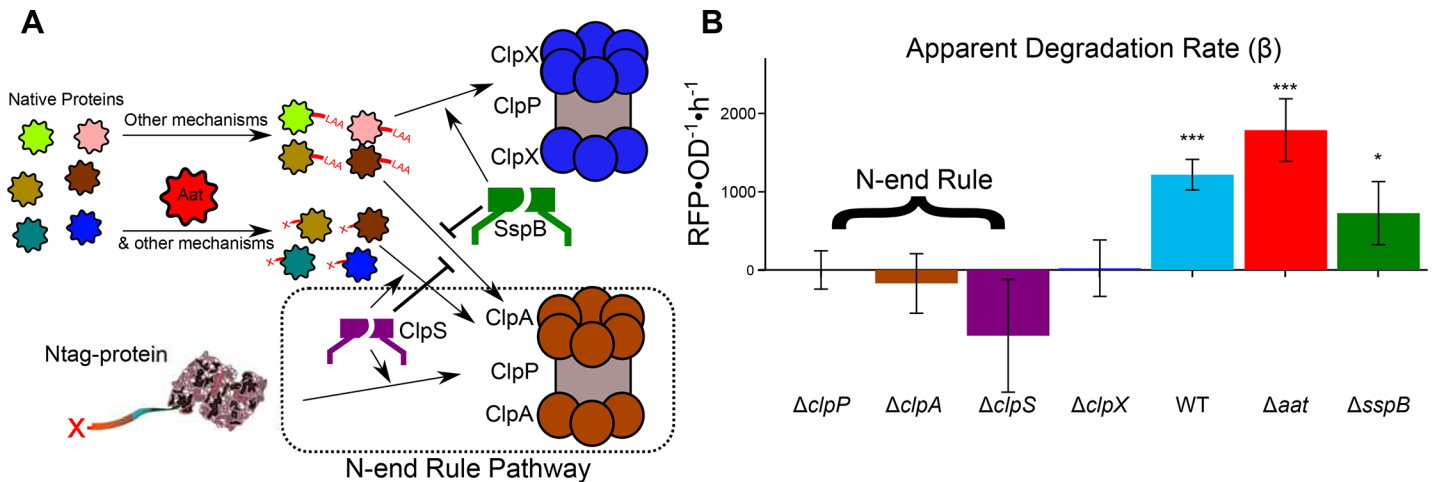 A
Native Proteins
Other mechanisms
Aat
& other mechanisms
LAA
LAA
LAA
LAA
X
X
X
X
ClpX
ClpP
ClpX
SspB
ClpS
ClpA
ClpP
ClpA
Ntag-protein
X
N-end Rule Pathway
B
Apparent Degradation Rate (β)
RFP•OD⁻¹•h⁻¹
2000
1000
0
N-end Rule
***
***
*
ΔclpP ΔclpA ΔclpS ΔclpX WT Δaat ΔsspB